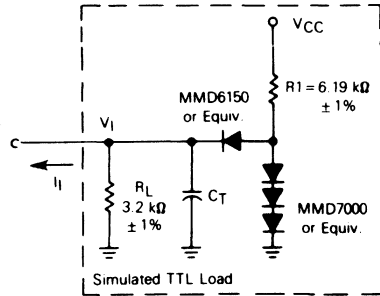 VCC
R1 = 6.19 kΩ
± 1%
MMD6150
or Equiv.
VI
C
II
RL
3.2 kΩ
± 1%
CT
MMD7000
or Equiv.
Simulated TTL Load